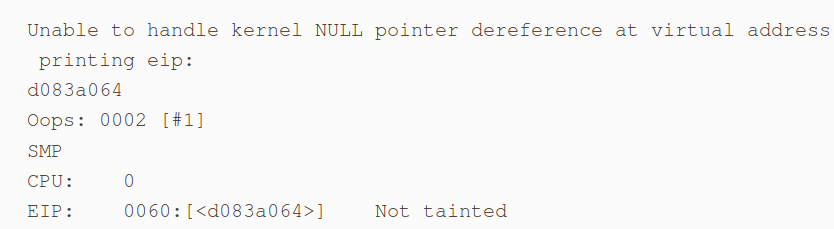 Unable to handle kernel NULL pointer dereference at virtual address
printing eip:
d083a064
Oops: 0002 [#1]
SMP
CPU:    0
EIP:    0060:[<d083a064>]    Not tainted